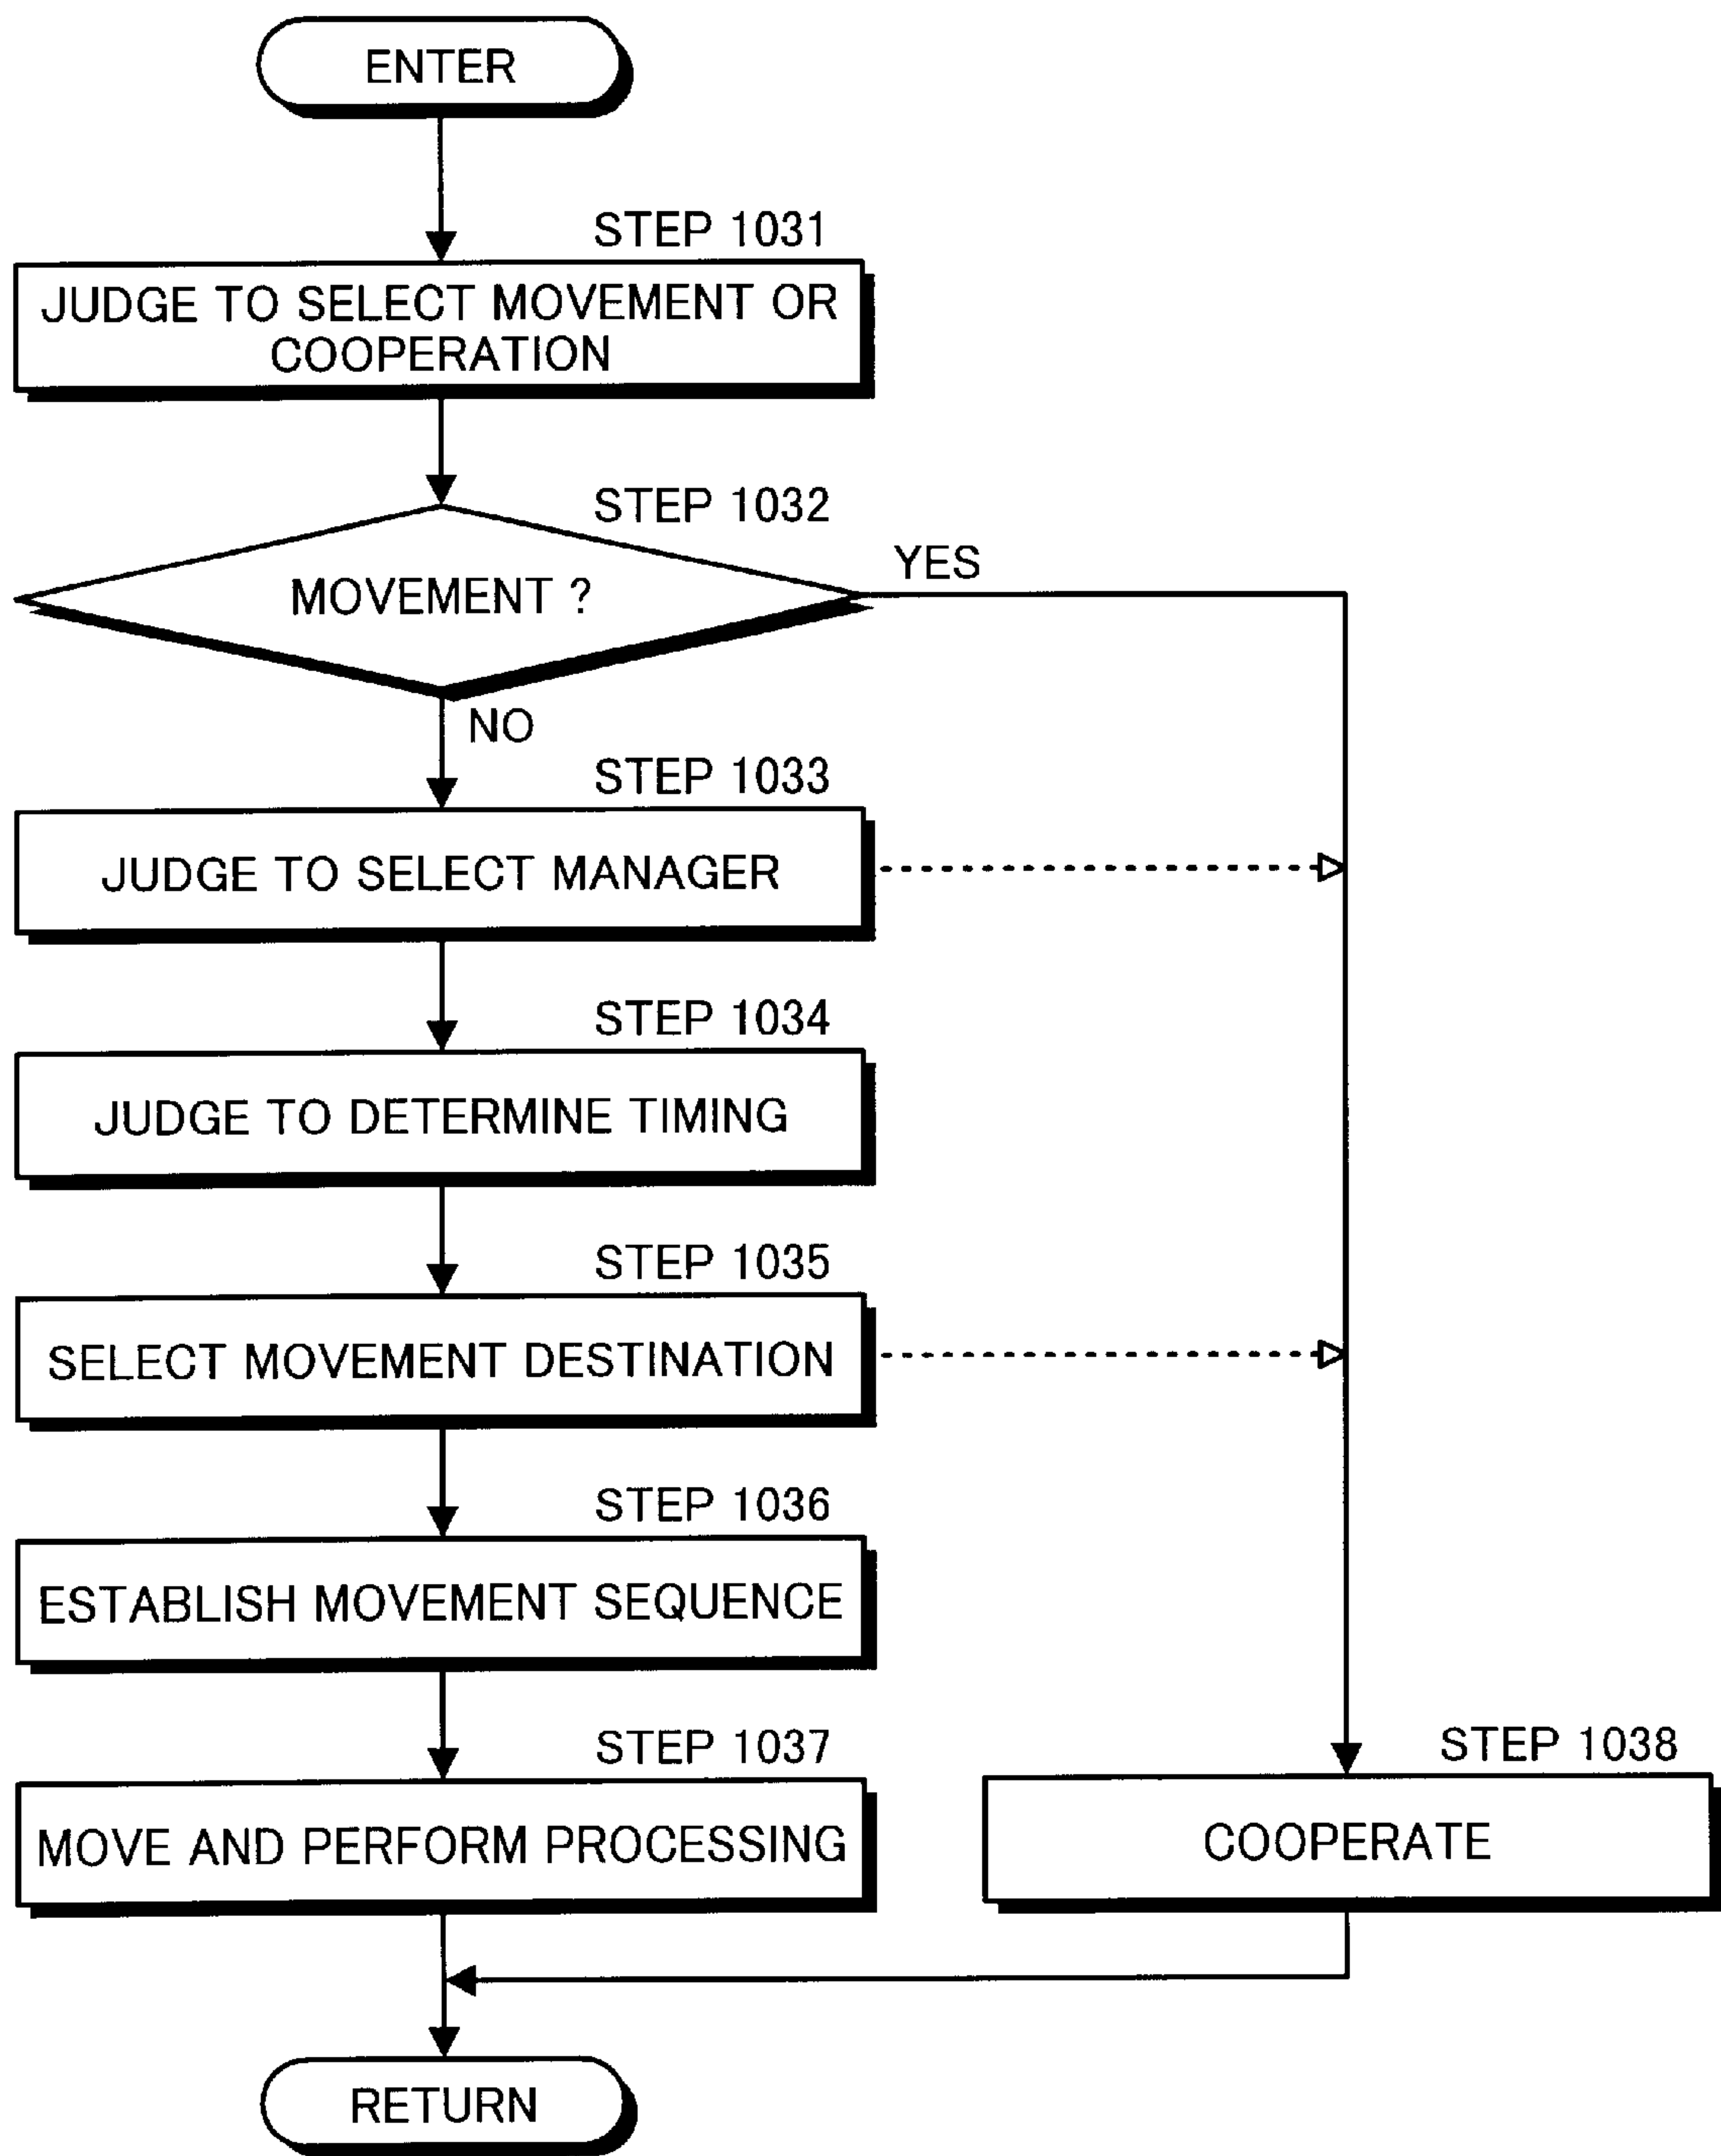 ENTER
STEP 1031
JUDGE TO SELECT MOVEMENT OR
COOPERATION
STEP 1032
MOVEMENT ?
YES
NO
STEP 1033
JUDGE TO SELECT MANAGER
STEP 1034
JUDGE TO DETERMINE TIMING
STEP 1035
SELECT MOVEMENT DESTINATION
STEP 1036
ESTABLISH MOVEMENT SEQUENCE
STEP 1037
MOVE AND PERFORM PROCESSING
STEP 1038
COOPERATE
RETURN